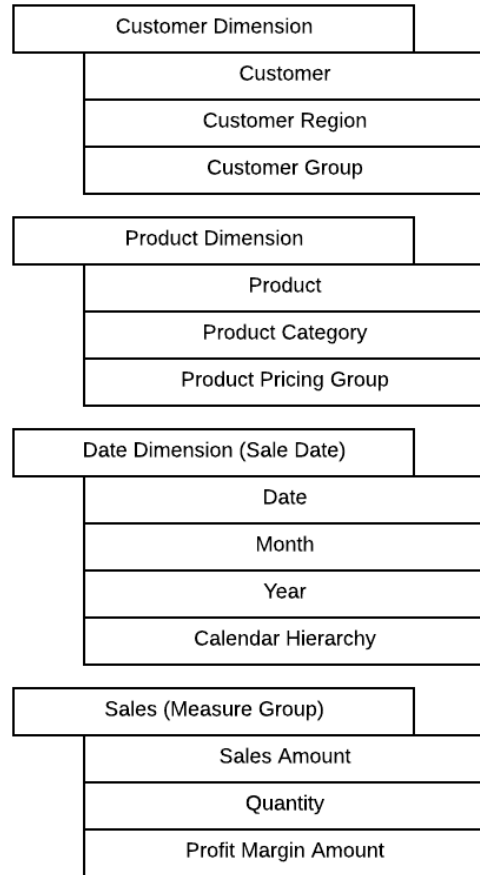 Customer Dimension
Customer
Customer Region
Customer Group
Product Dimension
Product
Product Category
Product Pricing Group
Date Dimension (Sale Date)
Date
Month
Year
Calendar Hierarchy
Sales (Measure Group)
Sales Amount
Quantity
Profit Margin Amount